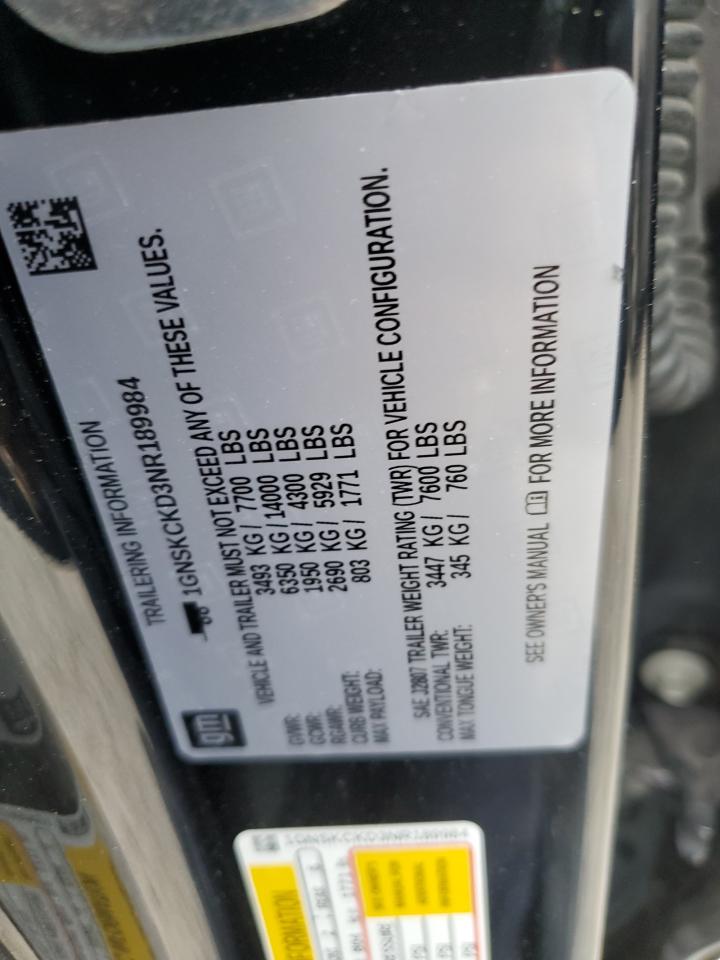 TRAILERING INFORMATION
1GNSKCKD3NR189984
gm
VEHICLE AND TRAILER MUST NOT EXCEED ANY OF THESE VALUES.
GVWR: 3493 KG / 7700 LBS
GCWR: 6350 KG / 14000 LBS
RGAWR: 1950 KG / 4300 LBS
CURB WEIGHT: 2690 KG / 5929 LBS
MAX PAYLOAD: 803 KG / 1771 LBS
SAE J2807 TRAILER WEIGHT RATING (TWR) FOR VEHICLE CONFIGURATION.
CONVENTIONAL TWR: 3447 KG / 7600 LBS
MAX TONGUE WEIGHT: 345 KG / 760 LBS
SEE OWNER'S MANUAL FOR MORE INFORMATION
1GNSKCKD3NR189984